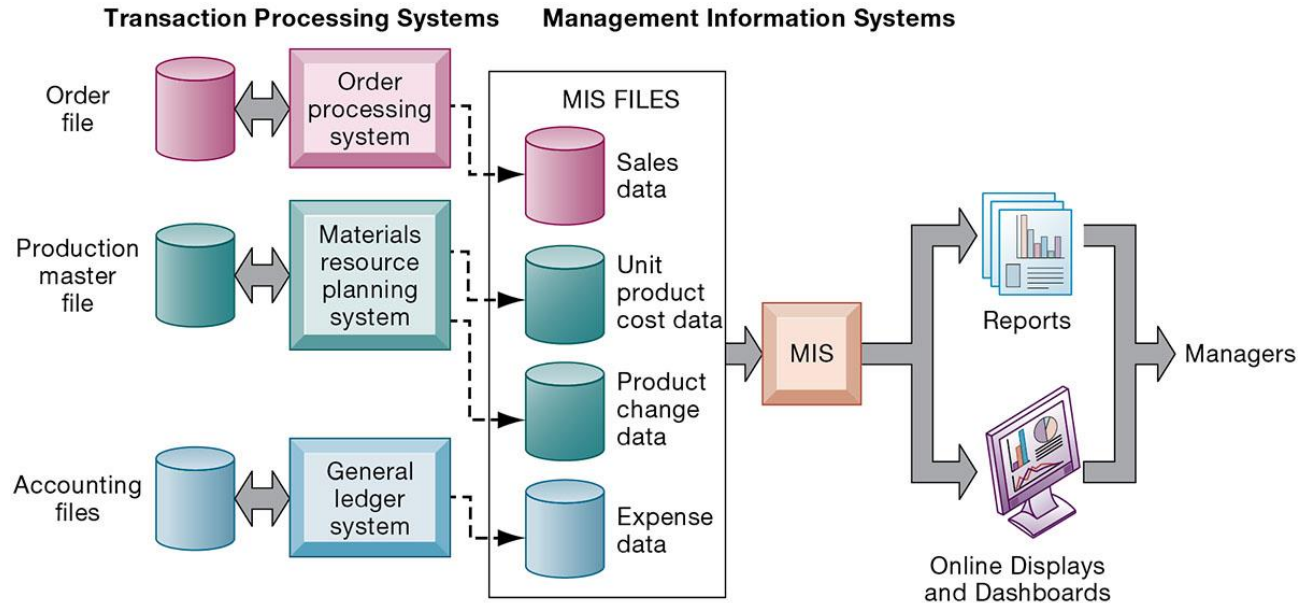 Transaction Processing Systems
Management Information Systems
Order
file
Order
processing
system
MIS FILES
Sales
data
Production
master
file
Materials
resource
planning
system
Unit
product
cost data
Product
change
data
Accounting
files
General
ledger
system
Expense
data
MIS
Reports
Online Displays
and Dashboards
Managers